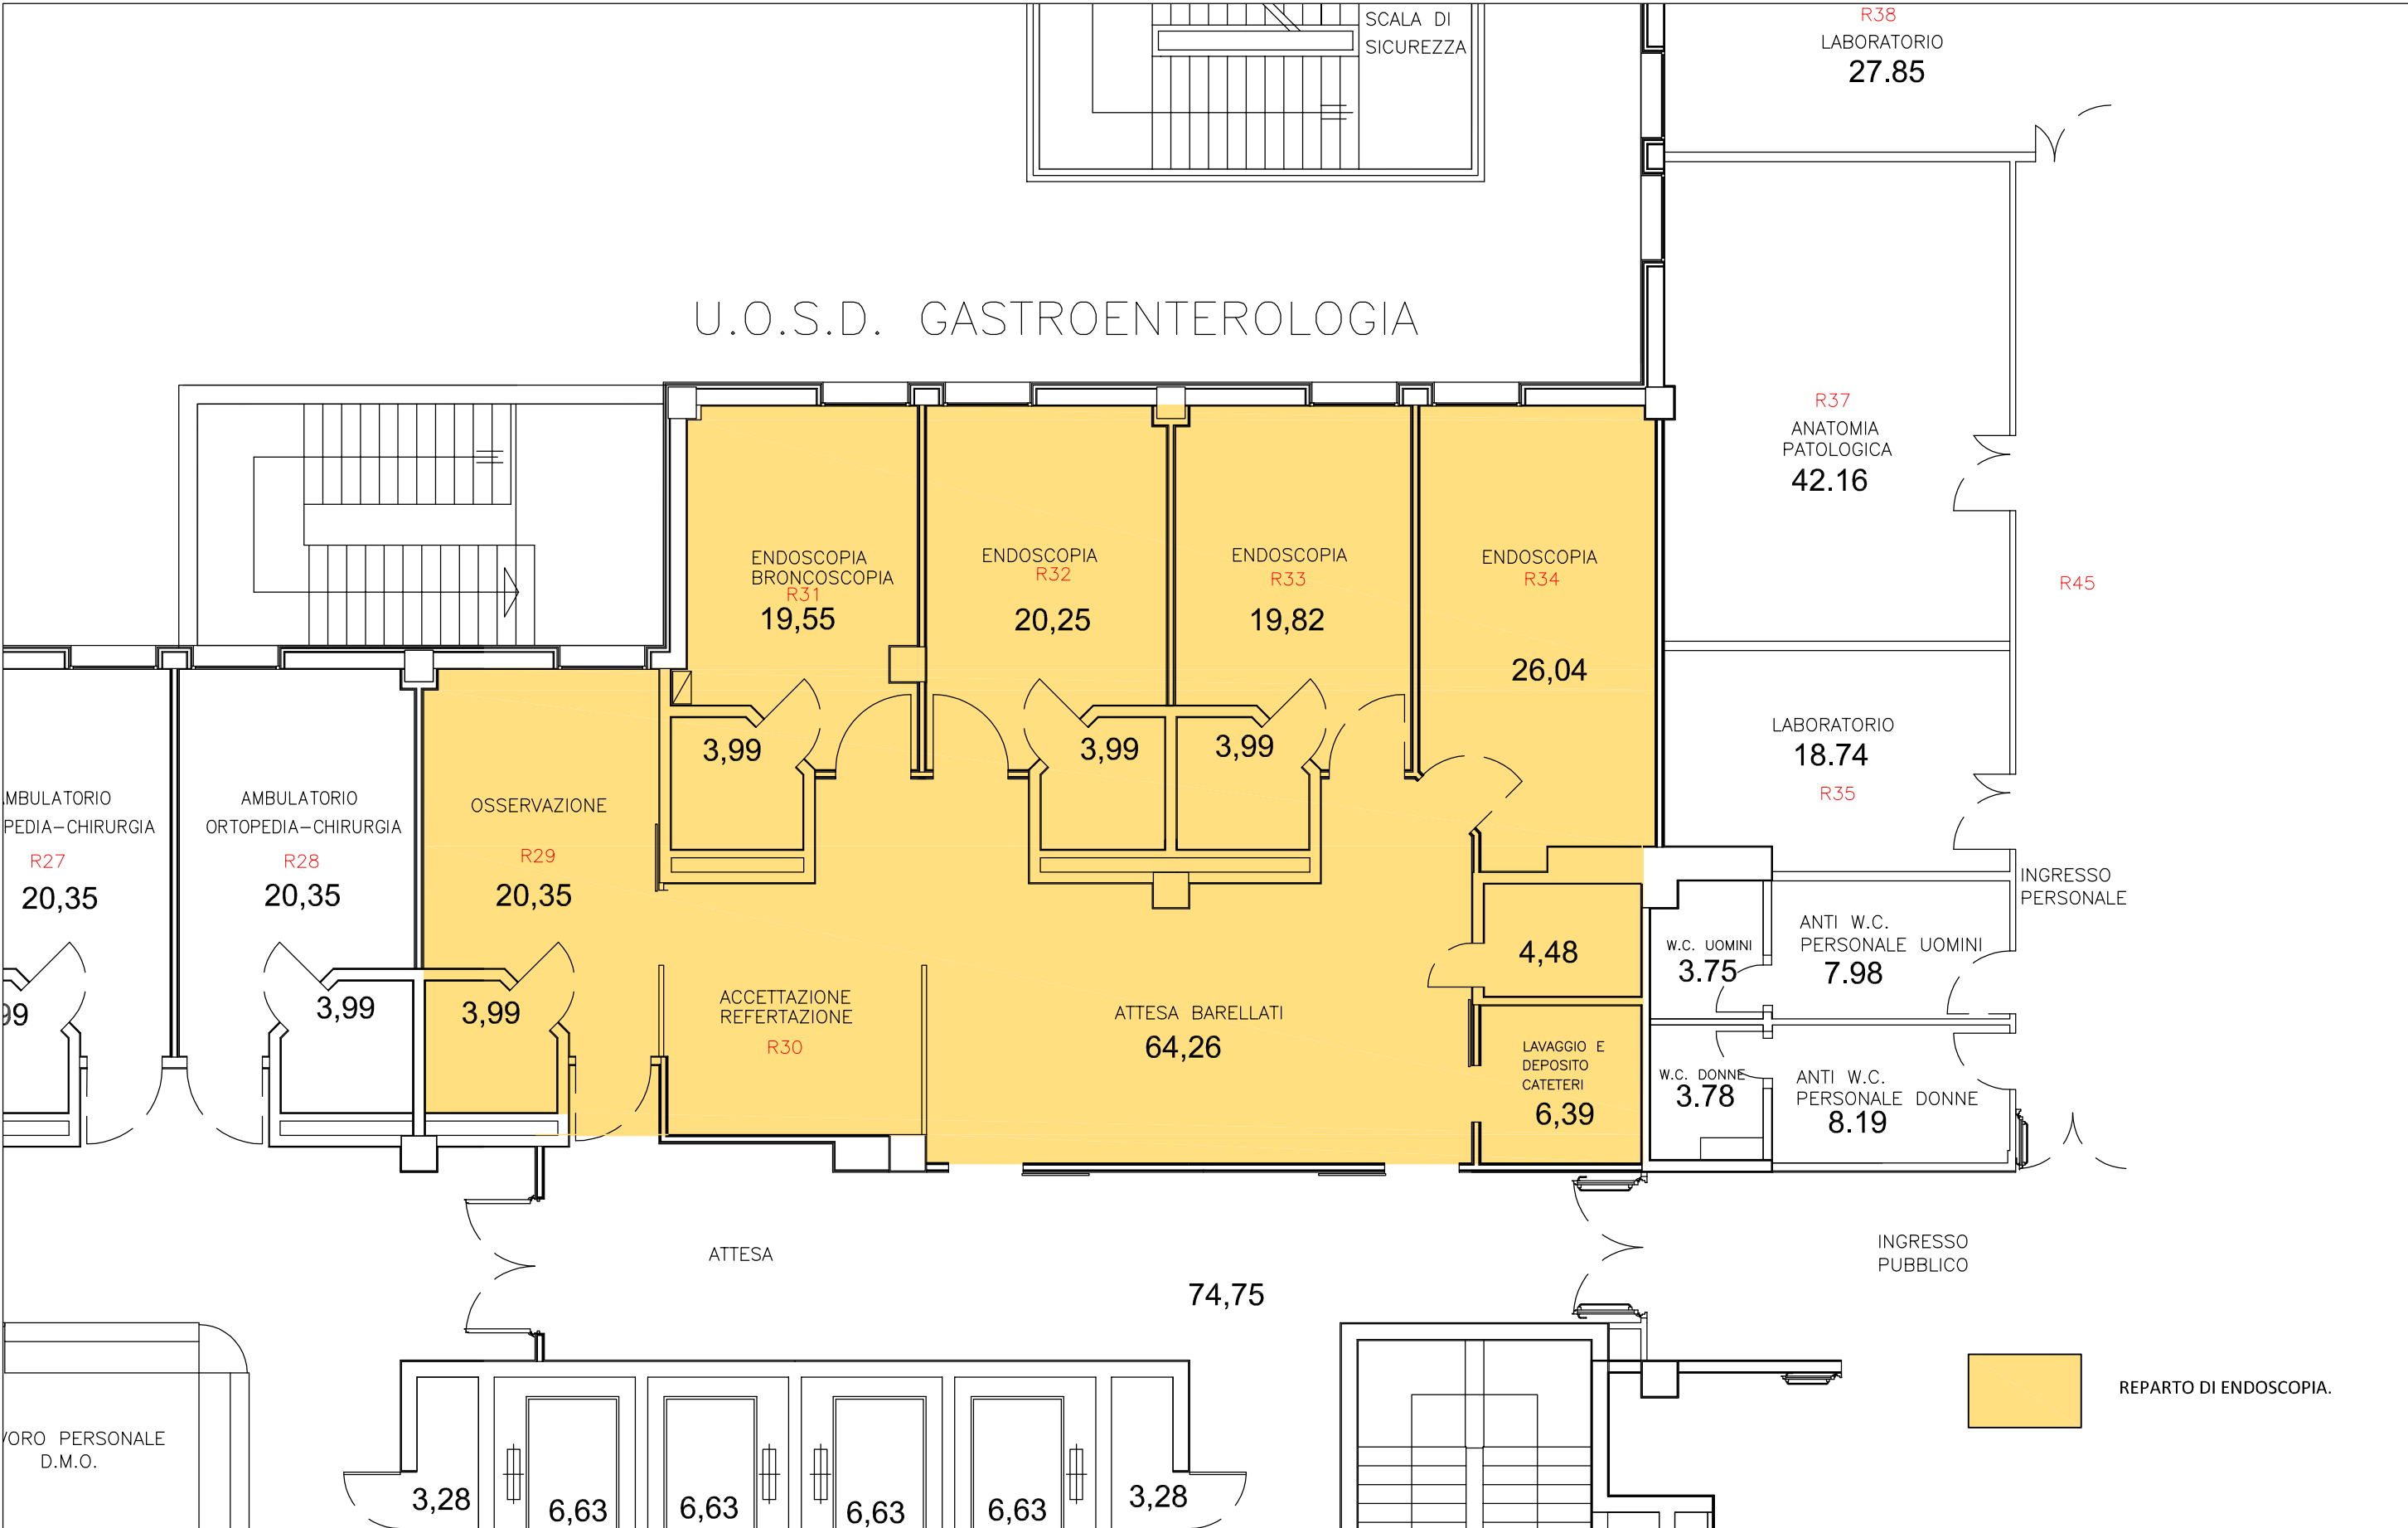 SCALA DI
SICUREZZA
R38
LABORATORIO
27.85
U.O.S.D. GASTROENTEROLOGIA
R37
ANATOMIA
PATOLOGICA
42.16
ENDOSCOPIA
BRONCOSCOPIA
R31
19,55
ENDOSCOPIA
R32
20,25
ENDOSCOPIA
R33
19,82
ENDOSCOPIA
R34
26,04
R45
3,99
3,99
3,99
LABORATORIO
18.74
R35
MBULATORIO
PEDIA-CHIRURGIA
R27
20,35
AMBULATORIO
ORTOPEDIA-CHIRURGIA
R28
20,35
OSSERVAZIONE
R29
20,35
INGRESSO
PERSONALE
99
3,99
3,99
ACCETTAZIONE
REFERTAZIONE
R30
ATTESA BARELLATI
64,26
4,48
W.C. UOMINI
3.75
ANTI W.C.
PERSONALE UOMINI
7.98
LAVAGGIO E
DEPOSITO
CATETERI
6,39
W.C. DONNE
3.78
ANTI W.C.
PERSONALE DONNE
8.19
ATTESA
74,75
INGRESSO
PUBBLICO
REPARTO DI ENDOSCOPIA.
VORO PERSONALE
D.M.O.
3,28
6,63
6,63
6,63
6,63
3,28